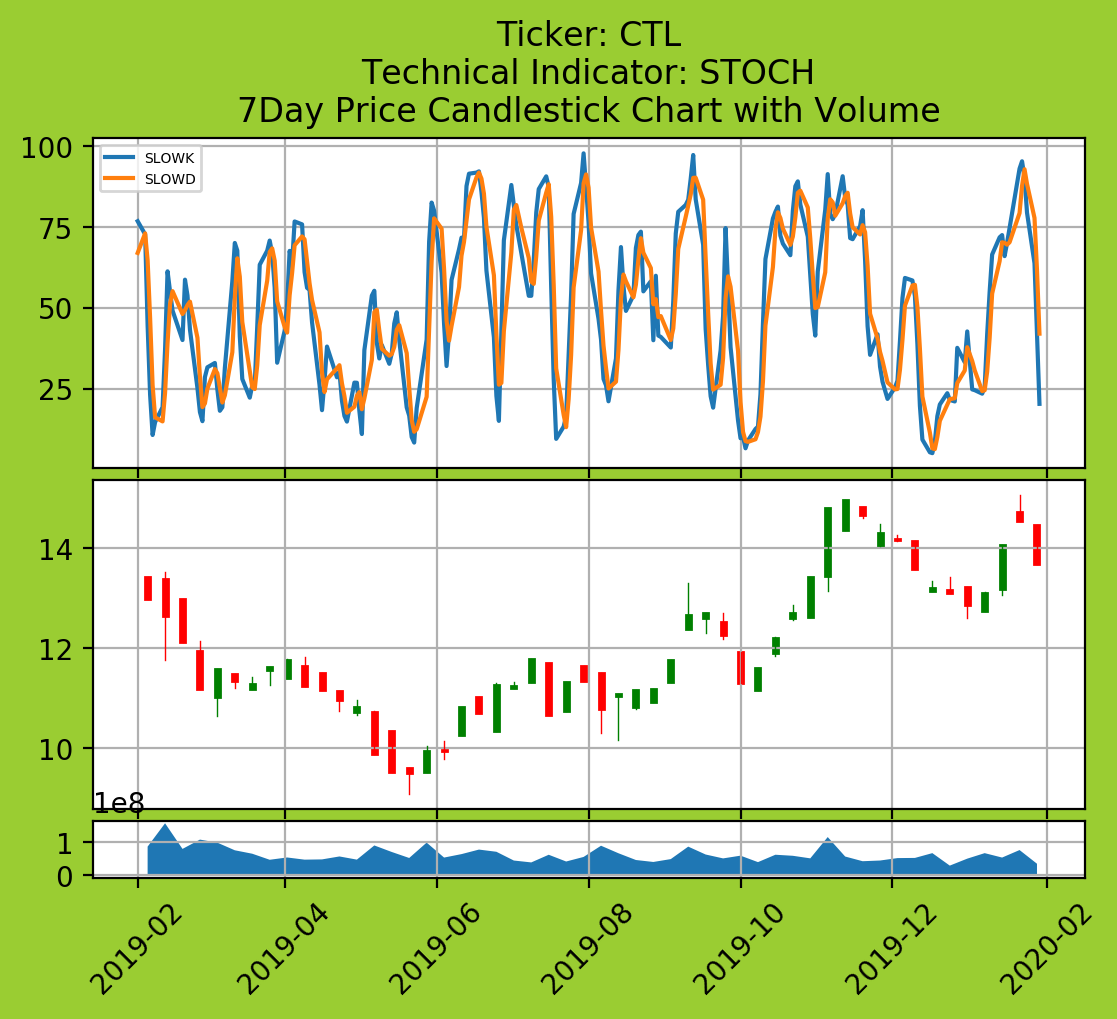 Ticker: CTL
Technical Indicator: STOCH
7Day Price Candlestick Chart with Volume
100
75
50
25
SLOWK
SLOWD
14
12
10
1e8
1
0
2019-02
2019-04
2019-06
2019-08
2019-10
2019-12
2020-02